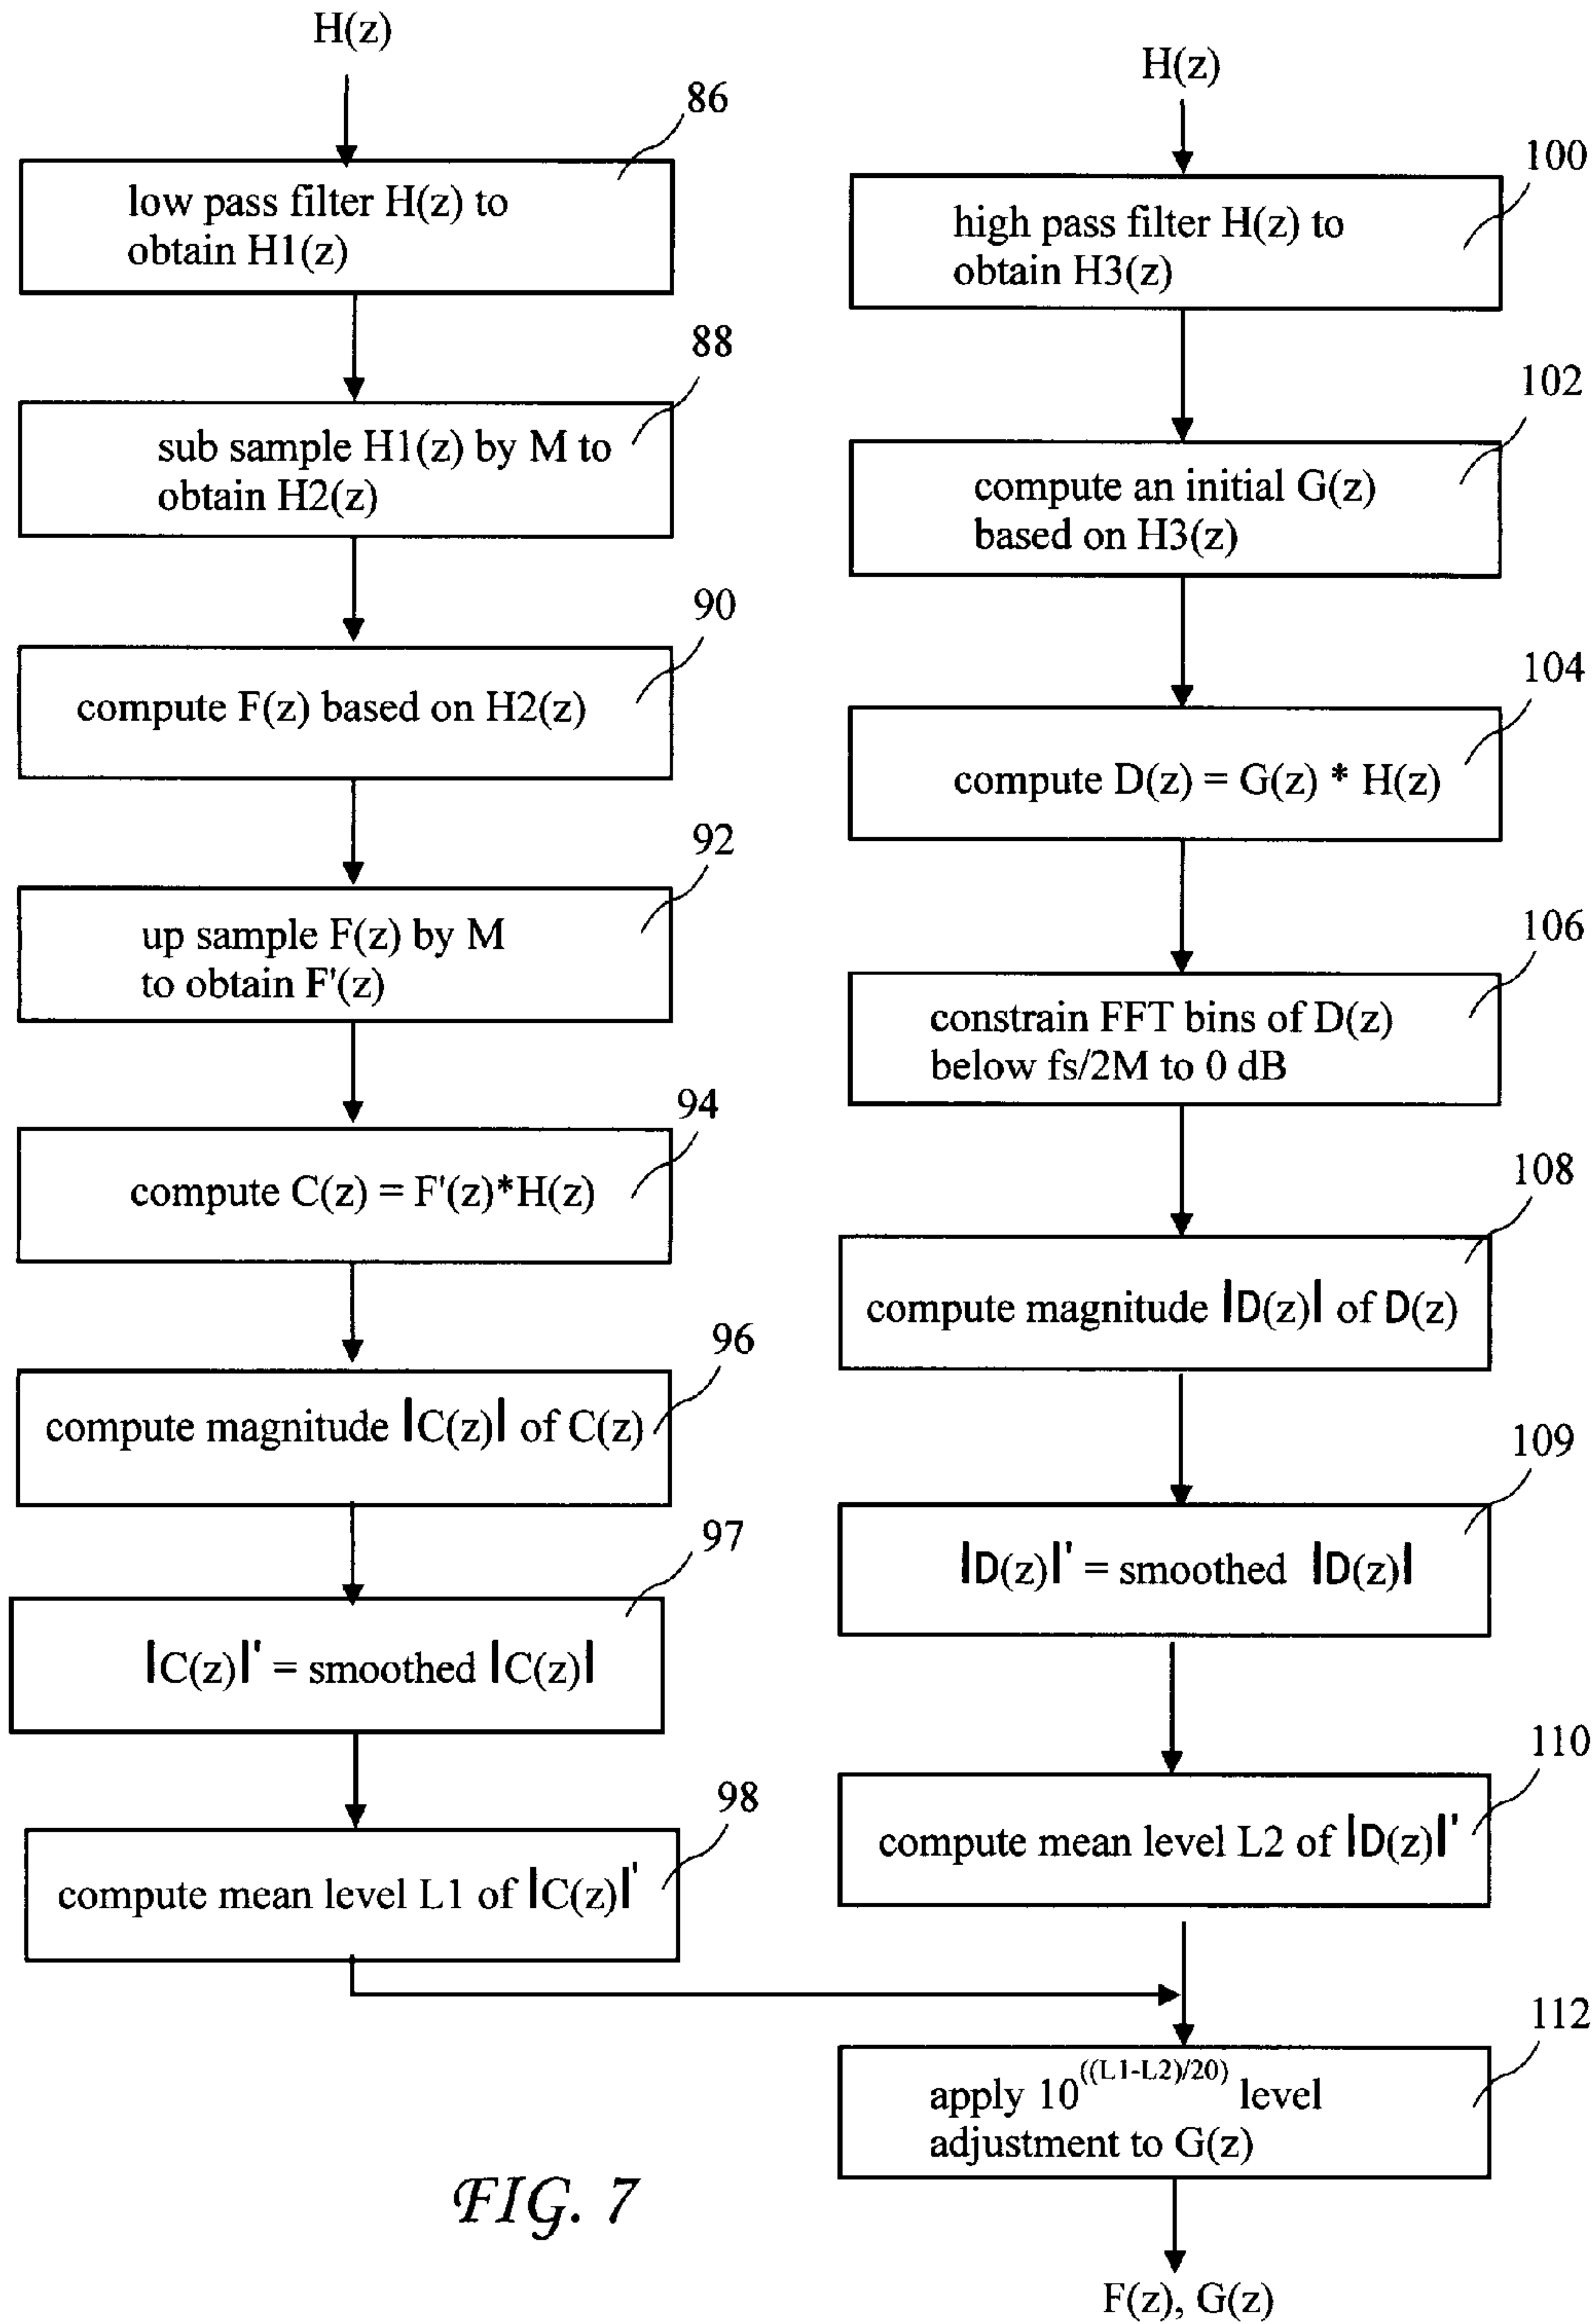 H(z)
86
low pass filter H(z) to
obtain H1(z)
88
sub sample H1(z) by M to
obtain H2(z)
90
compute F(z) based on H2(z)
92
up sample F(z) by M
to obtain F'(z)
94
compute C(z) = F'(z)*H(z)
96
compute magnitude |C(z)| of C(z)
97
|C(z)|' = smoothed |C(z)|
98
compute mean level L1 of |C(z)|'
H(z)
100
high pass filter H(z) to
obtain H3(z)
102
compute an initial G(z)
based on H3(z)
104
compute D(z) = G(z) * H(z)
106
constrain FFT bins of D(z)
below fs/2M to 0 dB
108
compute magnitude |D(z)| of D(z)
109
|D(z)|' = smoothed |D(z)|
110
compute mean level L2 of |D(z)|'
112
apply 10^((L1-L2)/20) level
adjustment to G(z)
F(z), G(z)
FIG. 7